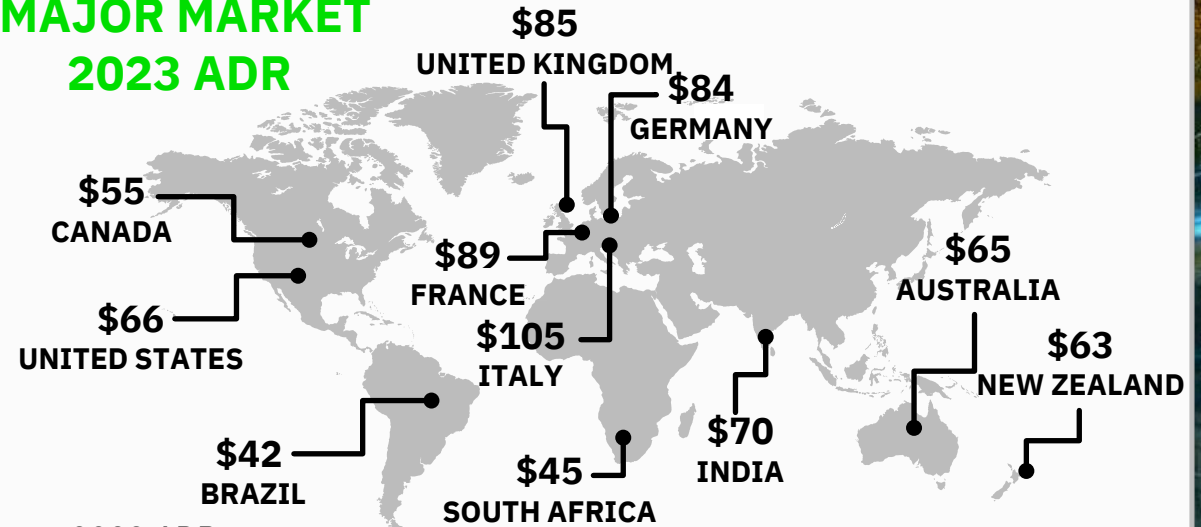 MAJOR MARKET
2023 ADR
$85
UNITED KINGDOM
$84
GERMANY
$55
CANADA
$89
FRANCE
$65
AUSTRALIA
$66
UNITED STATES
$105
ITALY
$63
NEW ZEALAND
$70
INDIA
$42
BRAZIL
$45
SOUTH AFRICA